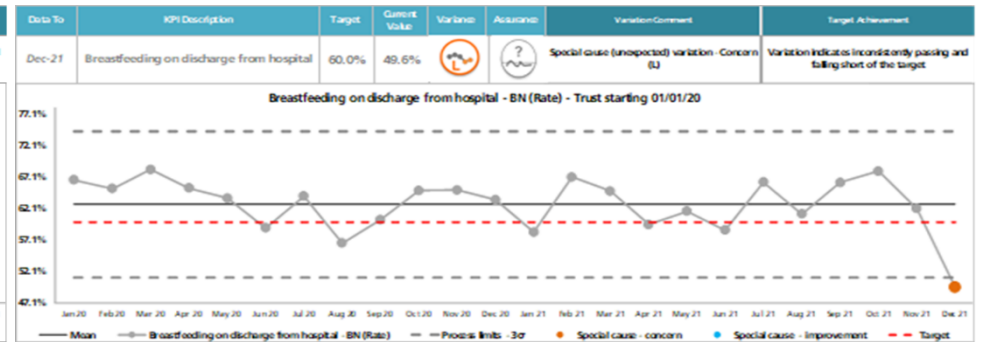 Data To KPI Description Target Current Value Variance Assurance Variation Comment Target Achievement
Dec-21 Breastfeeding on discharge from hospital 60.0% 49.6% L ? Special cause (unexpected) variation - Concern (L) Variation indicates inconsistently passing and falling short of the target
Breastfeeding on discharge from hospital - BN (Rate) - Trust starting 01/01/20
77.1%
72.1%
67.1%
62.1%
57.1%
52.1%
47.1%
Jan 20 Feb 20 Mar 20 Apr 20 May 20 Jun 20 Jul 20 Aug 20 Sep 20 Oct 20 Nov 20 Dec 20 Jan 21 Feb 21 Mar 21 Apr 21 May 21 Jun 21 Jul 21 Aug 21 Sep 21 Oct 21 Nov 21 Dec 21
Mean Breastfeeding on discharge from hospital - BN (Rate) Process limits - 3σ Special cause - concern Special cause - improvement Target